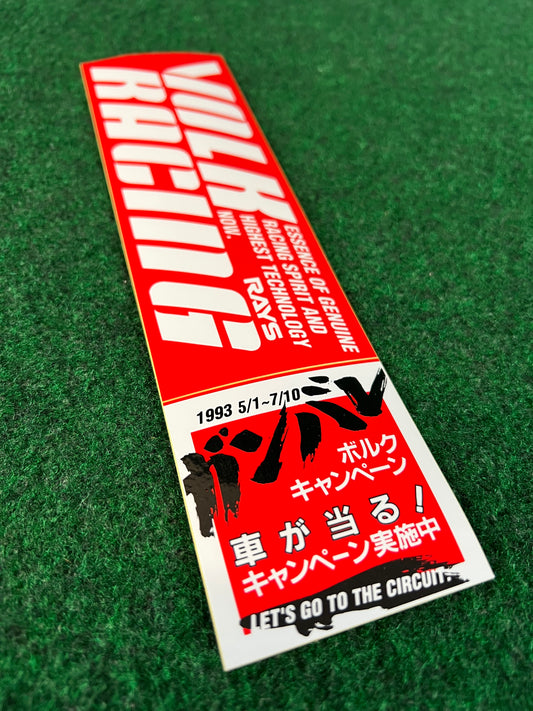 VOLK
RACING
ESSENCE OF GENUINE
RACING SPIRIT AND
HIGHEST TECHNOLOGY
NOW.
RAYS
1993 5/1~7/10
ガンバレ
ボルク
キャンペーン
車が当る!
キャンペーン実施中
LET'S GO TO THE CIRCUIT.